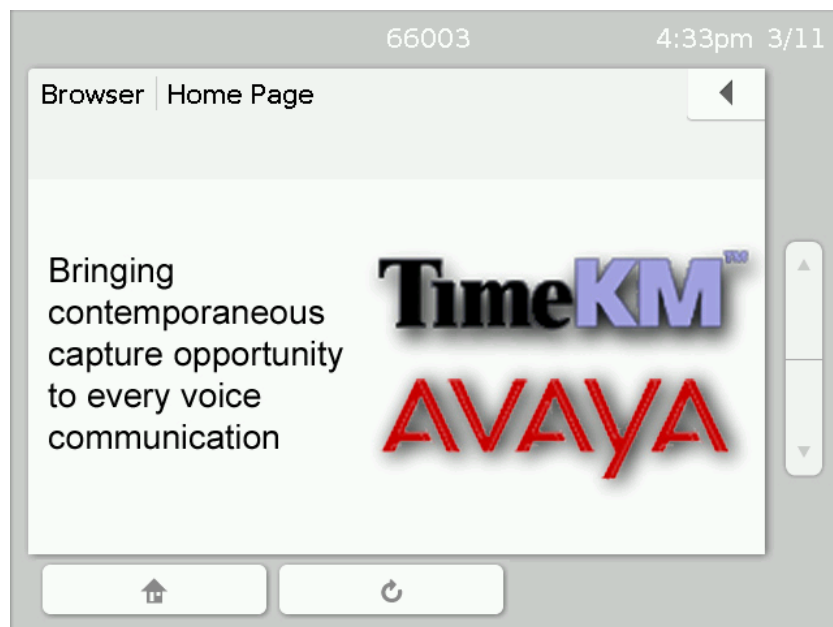 66003 4:33pm 3/11
Browser Home Page
Bringing
contemporaneous
capture opportunity
to every voice
communication
TimeKM™
AVAYA